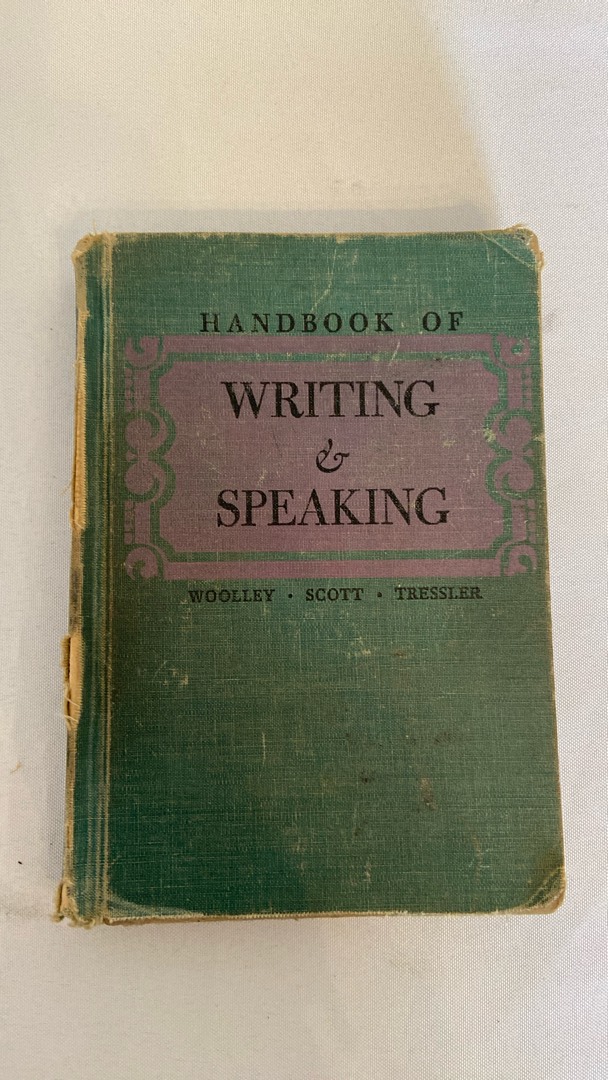 HANDBOOK OF
WRITING
&
SPEAKING
WOOLLEY · SCOTT · TRESSLER